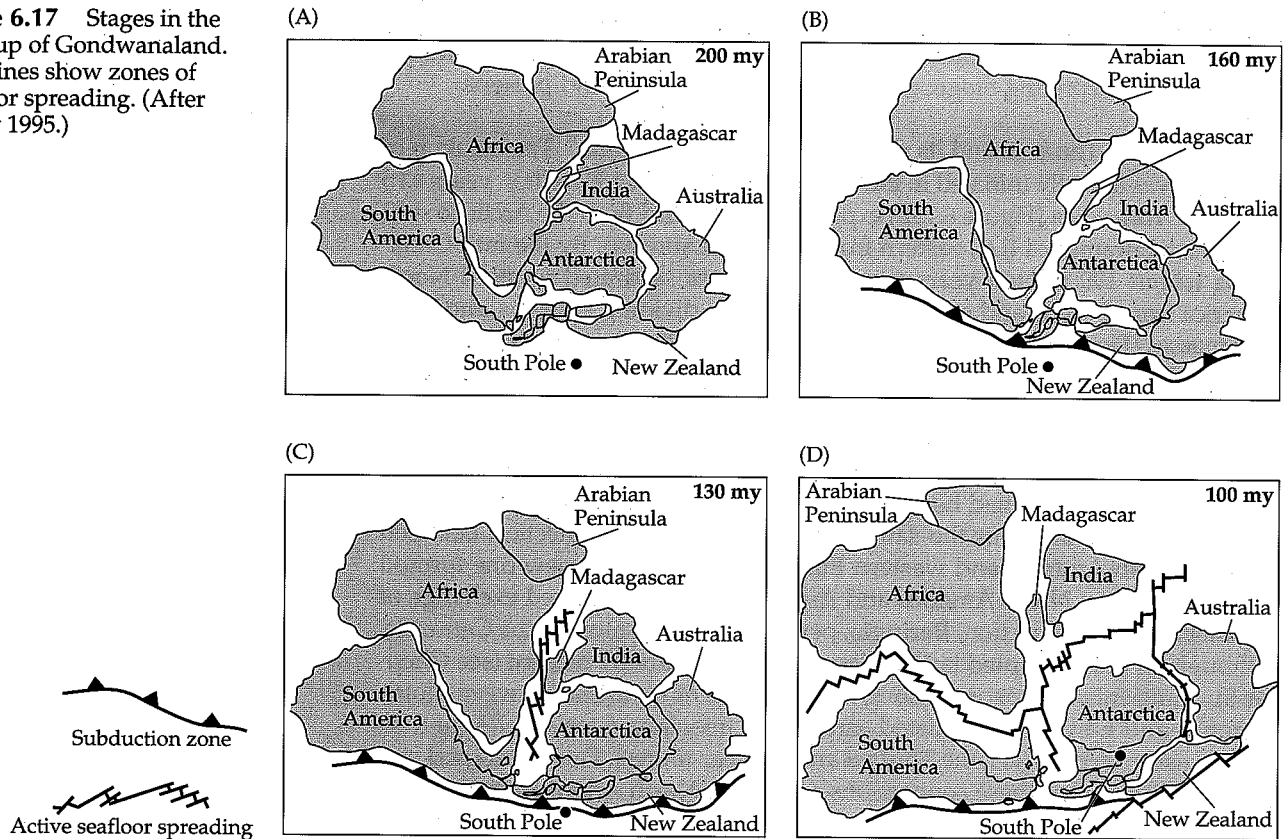 6.17 Stages in the
up of Gondwanaland.
ines show zones of
or spreading. (After
1995.)
(A)
200 my
Arabian
Peninsula
Madagascar
Africa
India
Australia
South
America
Antarctica
South Pole
New Zealand
(B)
160 my
Arabian
Peninsula
Madagascar
Africa
India
Australia
South
America
Antarctica
South Pole
New Zealand
(C)
130 my
Arabian
Peninsula
Madagascar
Africa
India
Australia
South
America
Antarctica
South Pole
New Zealand
(D)
100 my
Arabian
Peninsula
Madagascar
Africa
India
Australia
South
America
Antarctica
South Pole
New Zealand
Subduction zone
Active seafloor spreading